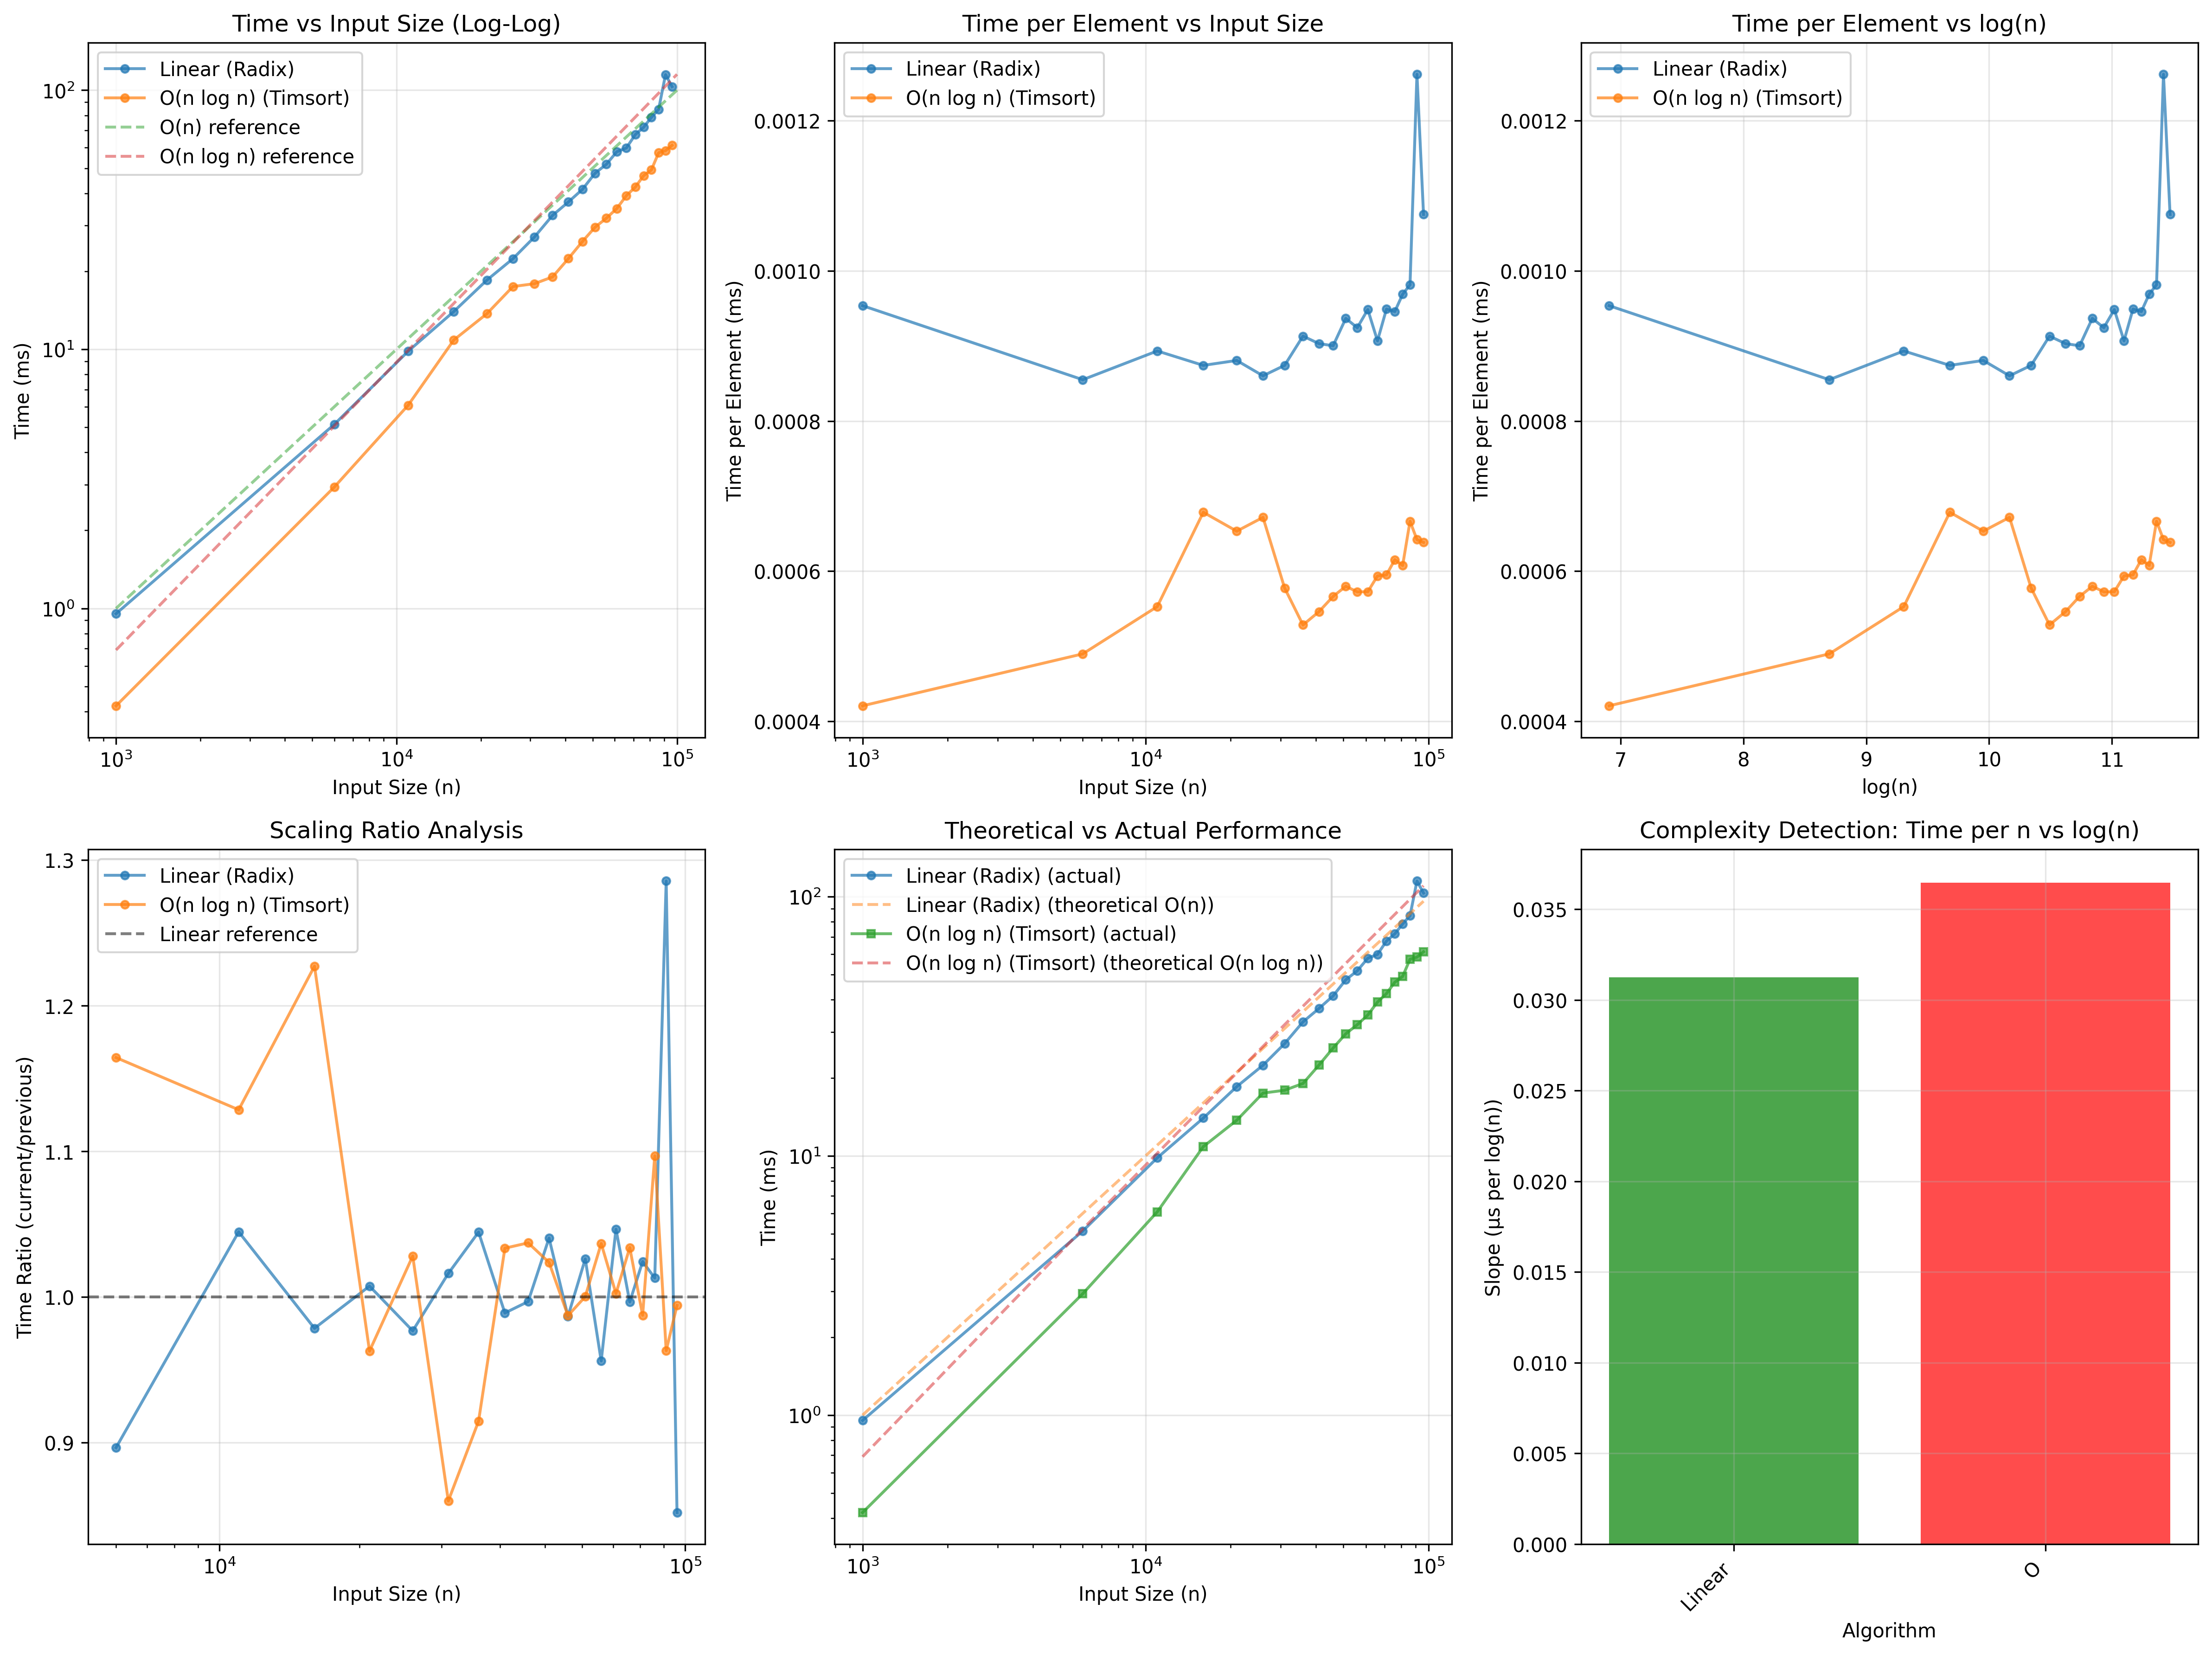 Time vs Input Size (Log-Log)
Linear (Radix)
O(n log n) (Timsort)
O(n) reference
O(n log n) reference
10²
10¹
10⁰
Time (ms)
10³
10⁴
10⁵
Input Size (n)
Time per Element vs Input Size
Linear (Radix)
O(n log n) (Timsort)
0.0012
0.0010
0.0008
0.0006
0.0004
Time per Element (ms)
10³
10⁴
10⁵
Input Size (n)
Time per Element vs log(n)
Linear (Radix)
O(n log n) (Timsort)
0.0012
0.0010
0.0008
0.0006
0.0004
Time per Element (ms)
7
8
9
10
11
log(n)
Scaling Ratio Analysis
Linear (Radix)
O(n log n) (Timsort)
Linear reference
1.3
1.2
1.1
1.0
0.9
Time Ratio (current/previous)
10⁴
10⁵
Input Size (n)
Theoretical vs Actual Performance
Linear (Radix) (actual)
Linear (Radix) (theoretical O(n))
O(n log n) (Timsort) (actual)
O(n log n) (Timsort) (theoretical O(n log n))
10²
10¹
10⁰
Time (ms)
10³
10⁴
10⁵
Input Size (n)
Complexity Detection: Time per n vs log(n)
0.035
0.030
0.025
0.020
0.015
0.010
0.005
0.000
Slope (μs per log(n))
Linear
O
Algorithm